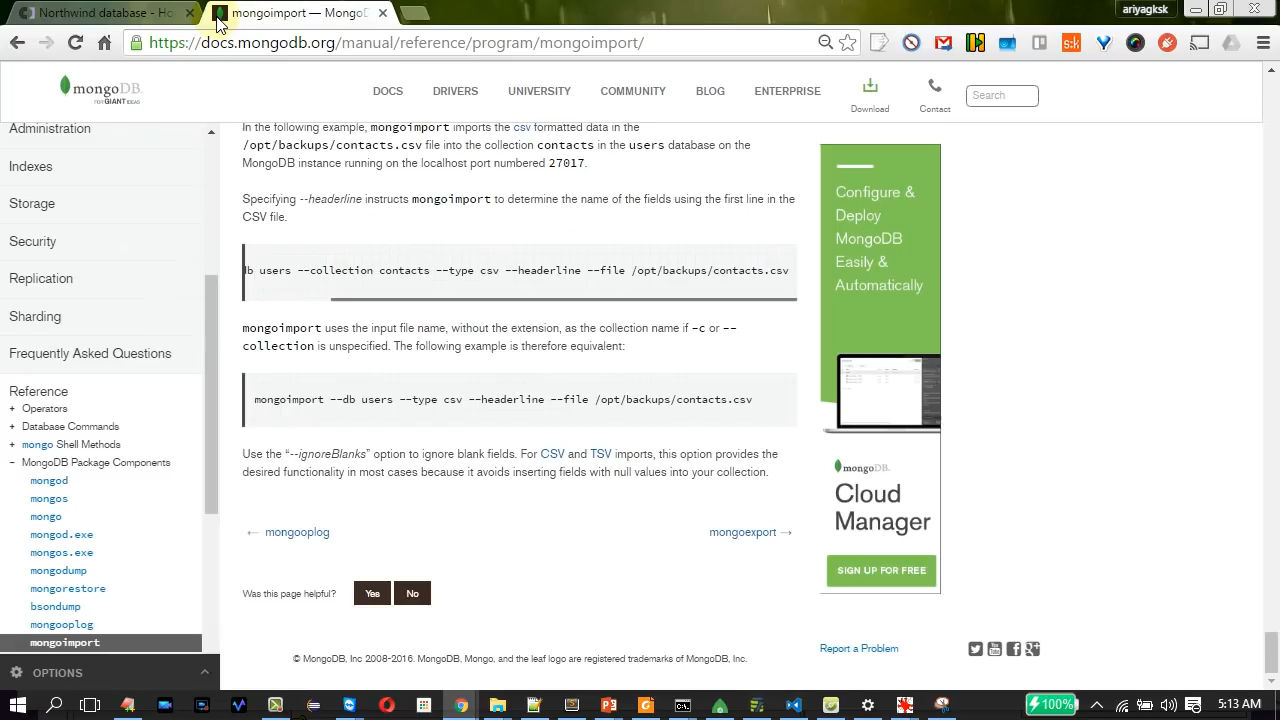 Northwind database - Ho
mongoimport — MongoD
ariyagksk
https://docs.mongodb.org/manual/reference/program/mongoimport/
mongoDB.
FOR GIANT IDEAS
DOCS
DRIVERS
UNIVERSITY
COMMUNITY
BLOG
ENTERPRISE
Download
Contact
Search
Administration
Indexes
Storage
Security
Replication
Sharding
Frequently Asked Questions
Reference
+ Operators
+ Database Commands
+ mongo Shell Methods
− MongoDB Package Components
mongod
mongos
mongo
mongod.exe
mongos.exe
mongodump
mongorestore
bsondump
mongooplog
mongoimport
OPTIONS
In the following example, mongoimport imports the csv formatted data in the
/opt/backups/contacts.csv file into the collection contacts in the users database on the
MongoDB instance running on the localhost port numbered 27017.
Specifying --headerline instructs mongoimport to determine the name of the fields using the first line in the
CSV file.
db users --collection contacts --type csv --headerline --file /opt/backups/contacts.csv
mongoimport uses the input file name, without the extension, as the collection name if -c or --
collection is unspecified. The following example is therefore equivalent:
mongoimport --db users --type csv --headerline --file /opt/backups/contacts.csv
Use the “--ignoreBlanks” option to ignore blank fields. For CSV and TSV imports, this option provides the
desired functionality in most cases because it avoids inserting fields with null values into your collection.
← mongooplog
mongoexport →
Was this page helpful?
Yes
No
© MongoDB, Inc 2008-2016. MongoDB, Mongo, and the leaf logo are registered trademarks of MongoDB, Inc.
Configure &
Deploy
MongoDB
Easily &
Automatically
mongoDB.
Cloud
Manager
SIGN UP FOR FREE
Report a Problem
100%
5:13 AM